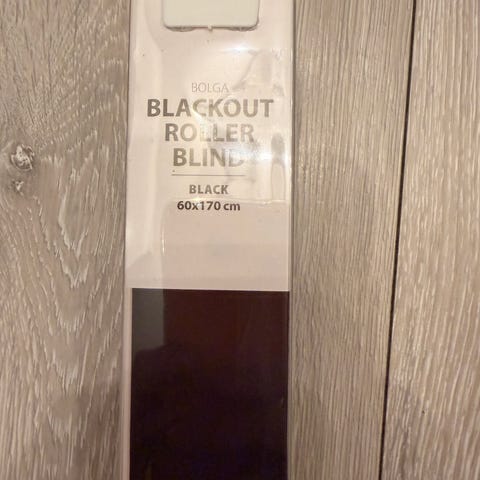 BOLGA
BLACKOUT
ROLLER
BLIND
BLACK
60x170 cm